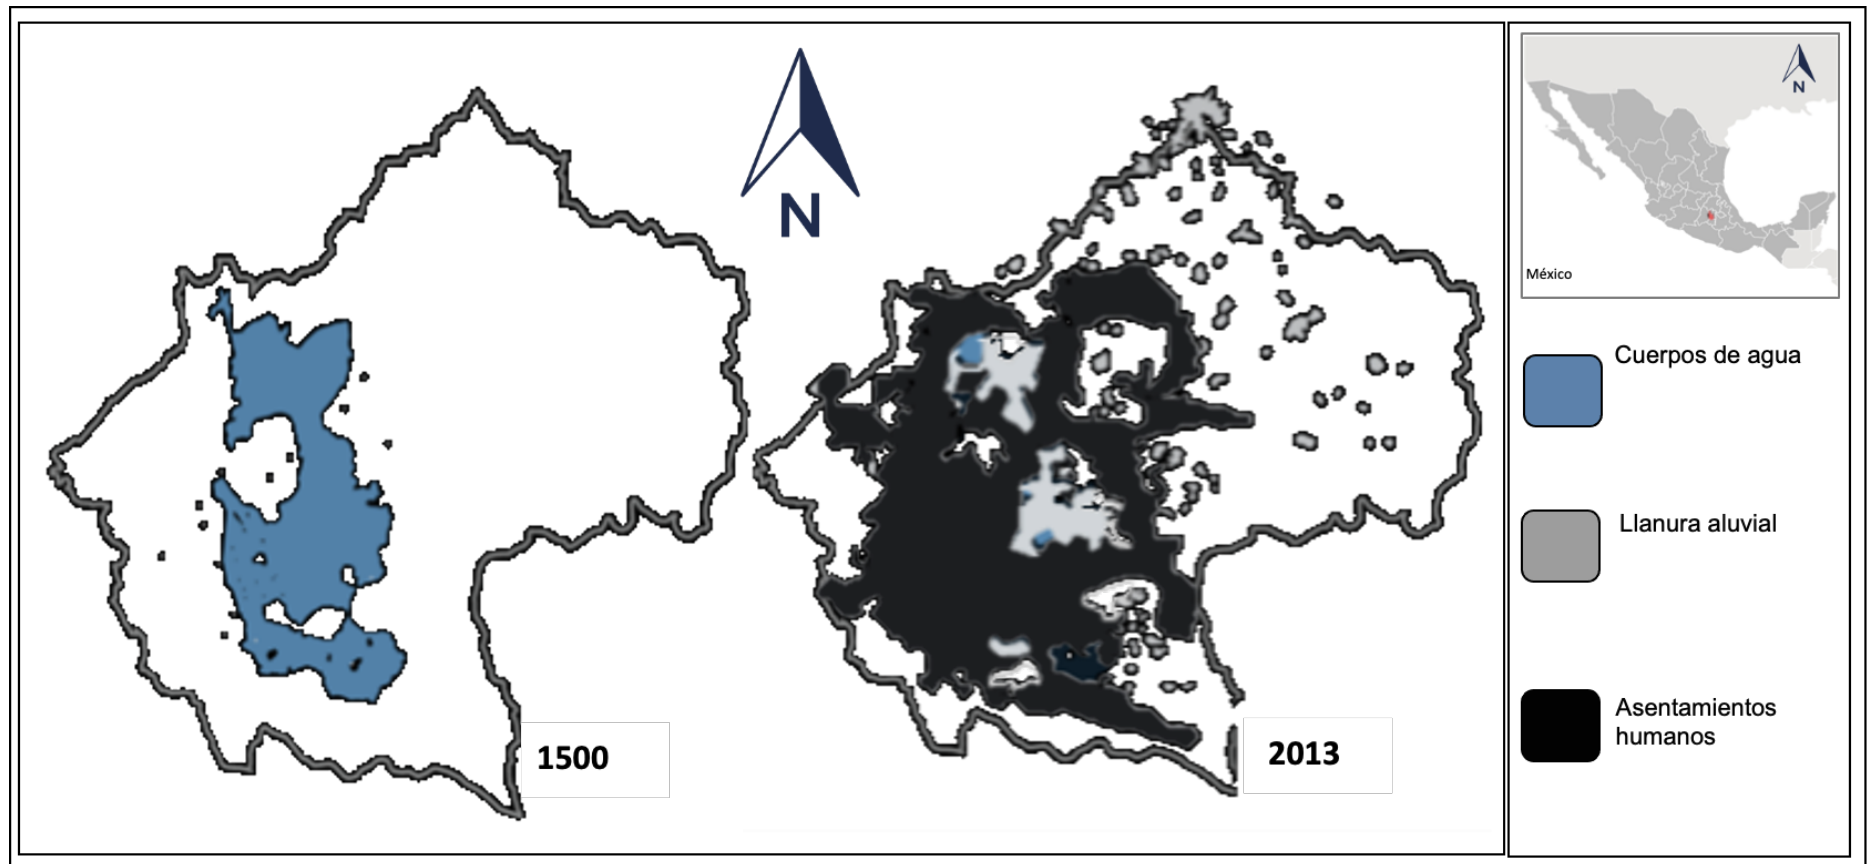 N
1500
2013
N
México
Cuerpos de agua
Llanura aluvial
Asentamientos
humanos